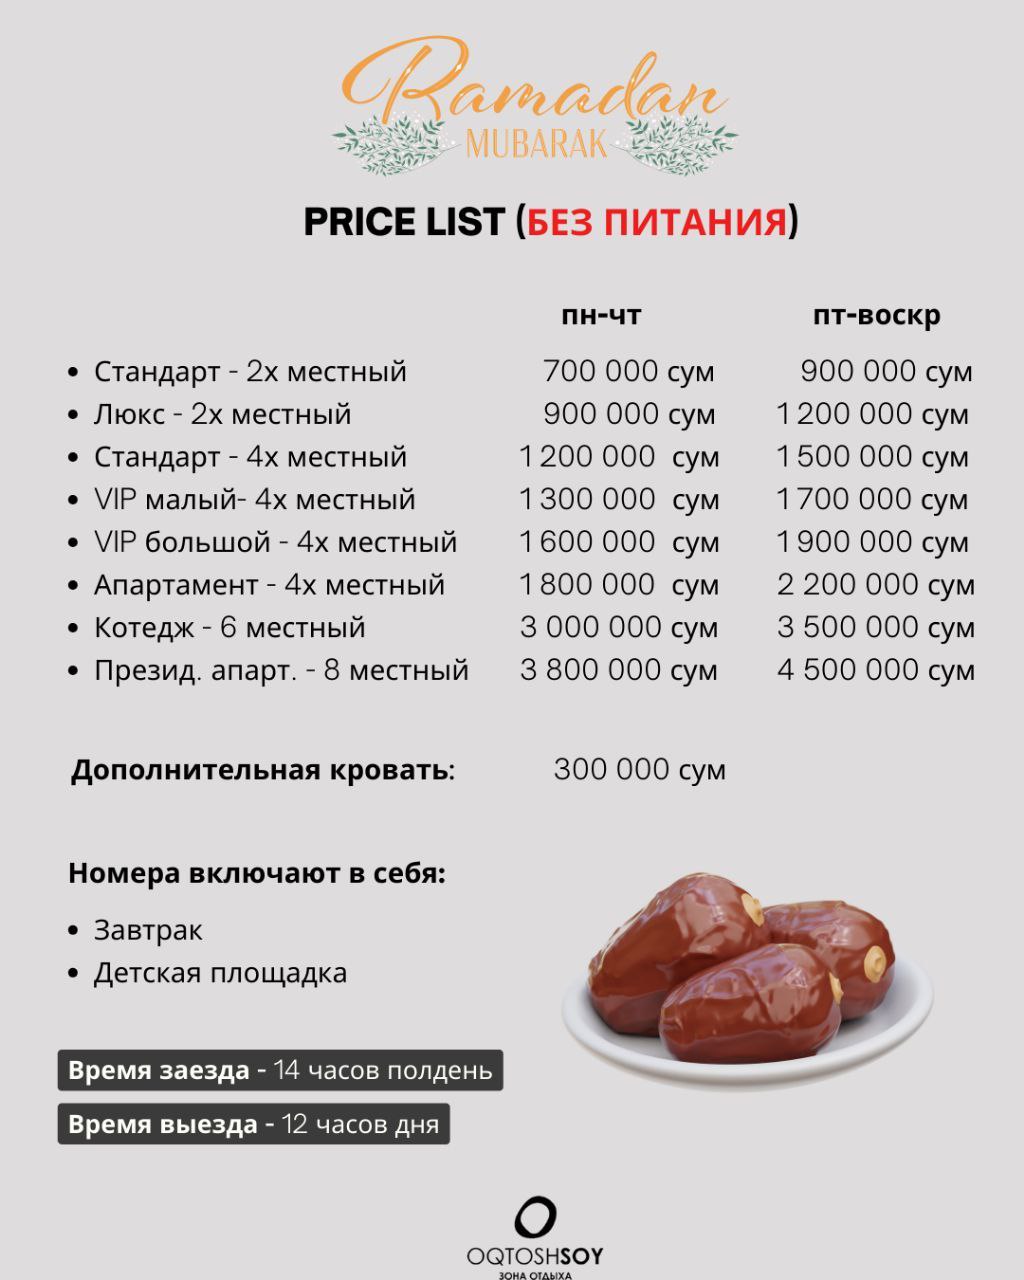 Ramadan
MUBARAK
PRICE LIST (БЕЗ ПИТАНИЯ)
пн-чт пт-воскр
• Стандарт - 2х местный 700 000 сум 900 000 сум
• Люкс - 2х местный 900 000 сум 1 200 000 сум
• Стандарт - 4х местный 1 200 000 сум 1 500 000 сум
• VIP малый- 4х местный 1 300 000 сум 1 700 000 сум
• VIP большой - 4х местный 1 600 000 сум 1 900 000 сум
• Апартамент - 4х местный 1 800 000 сум 2 200 000 сум
• Котедж - 6 местный 3 000 000 сум 3 500 000 сум
• Презид. апарт. - 8 местный 3 800 000 сум 4 500 000 сум
Дополнительная кровать: 300 000 сум
Номера включают в себя:
• Завтрак
• Детская площадка
Время заезда - 14 часов полдень
Время выезда - 12 часов дня
OQTOSHSOY
ЗОНА ОТДЫХА